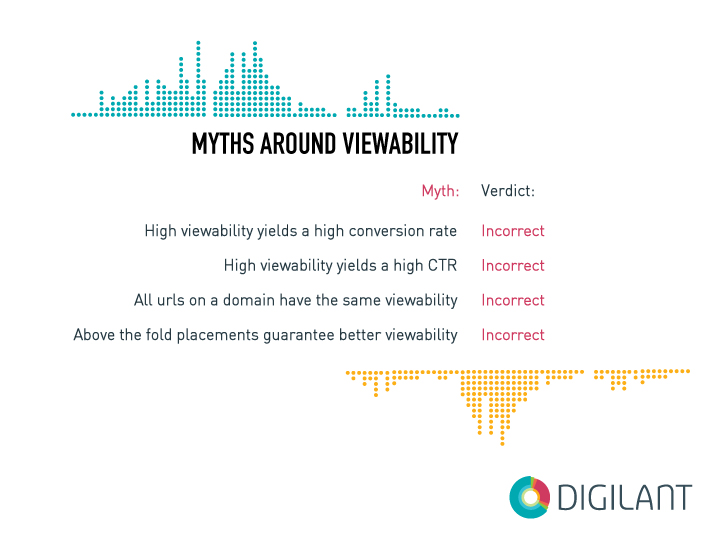 MYTHS AROUND VIEWABILITY
Myth: Verdict:
High viewability yields a high conversion rate Incorrect
High viewability yields a high CTR Incorrect
All urls on a domain have the same viewability Incorrect
Above the fold placements guarantee better viewability Incorrect
DIGILANT